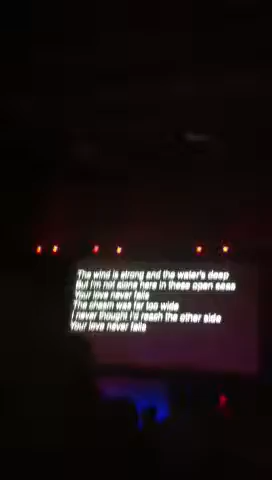 The wind is strong and the water's deep
But I'm not alone here in these open seas
Your love never fails
The chasm was far too wide
I never thought I'd reach the other side
Your love never fails